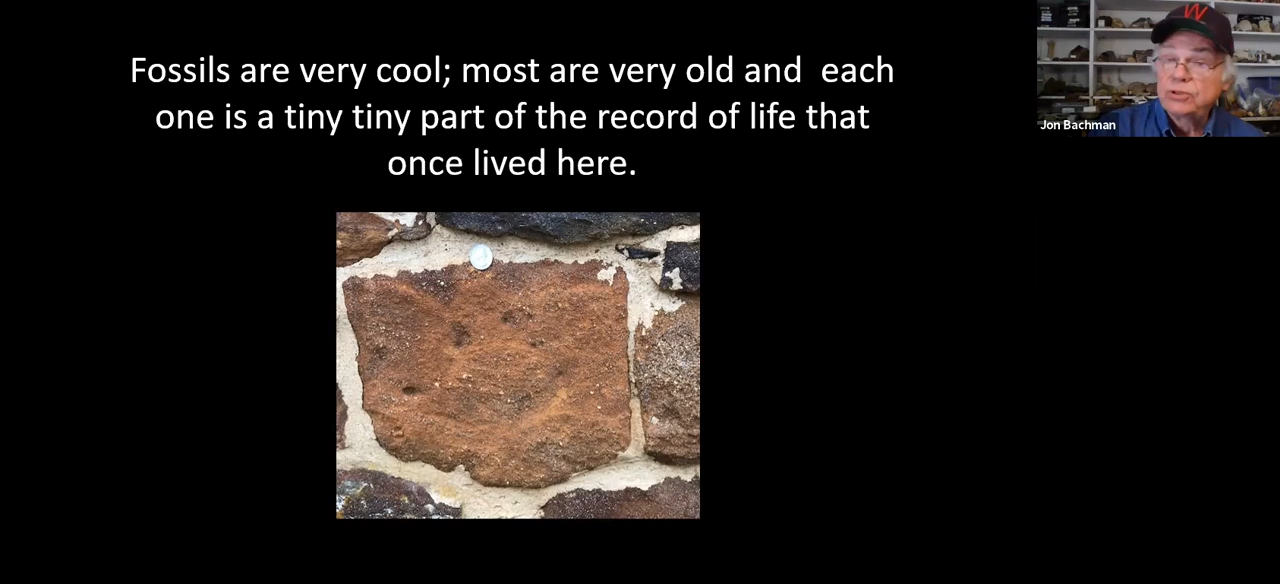 Fossils are very cool; most are very old and  each
one is a tiny tiny part of the record of life that
once lived here.
W
Jon Bachman